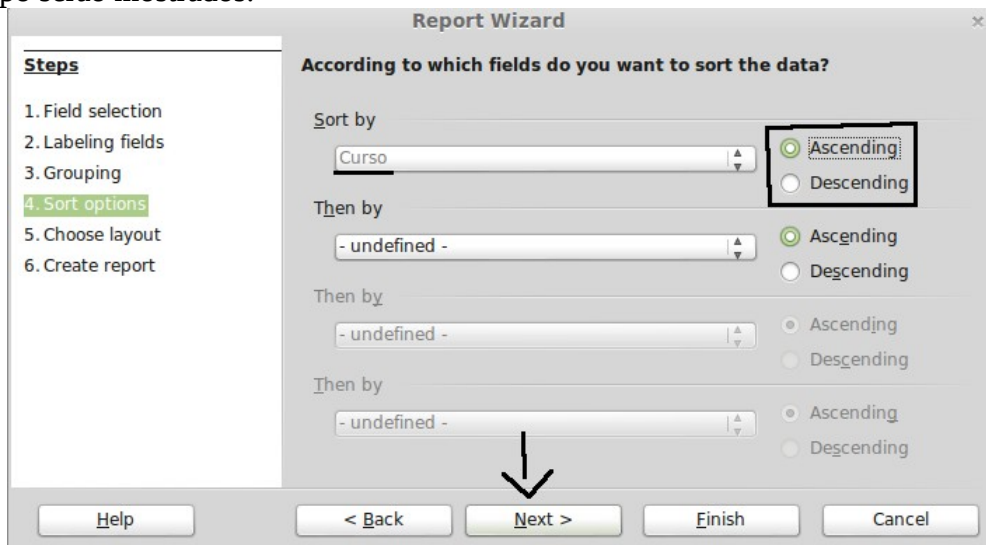 Report Wizard
Steps
1. Field selection
2. Labeling fields
3. Grouping
4. Sort options
5. Choose layout
6. Create report
According to which fields do you want to sort the data?
Sort by
Curso
Ascending
Descending
Then by
- undefined -
Ascending
Descending
Then by
- undefined -
Ascending
Descending
Then by
- undefined -
Ascending
Descending
Help
< Back
Next >
Finish
Cancel